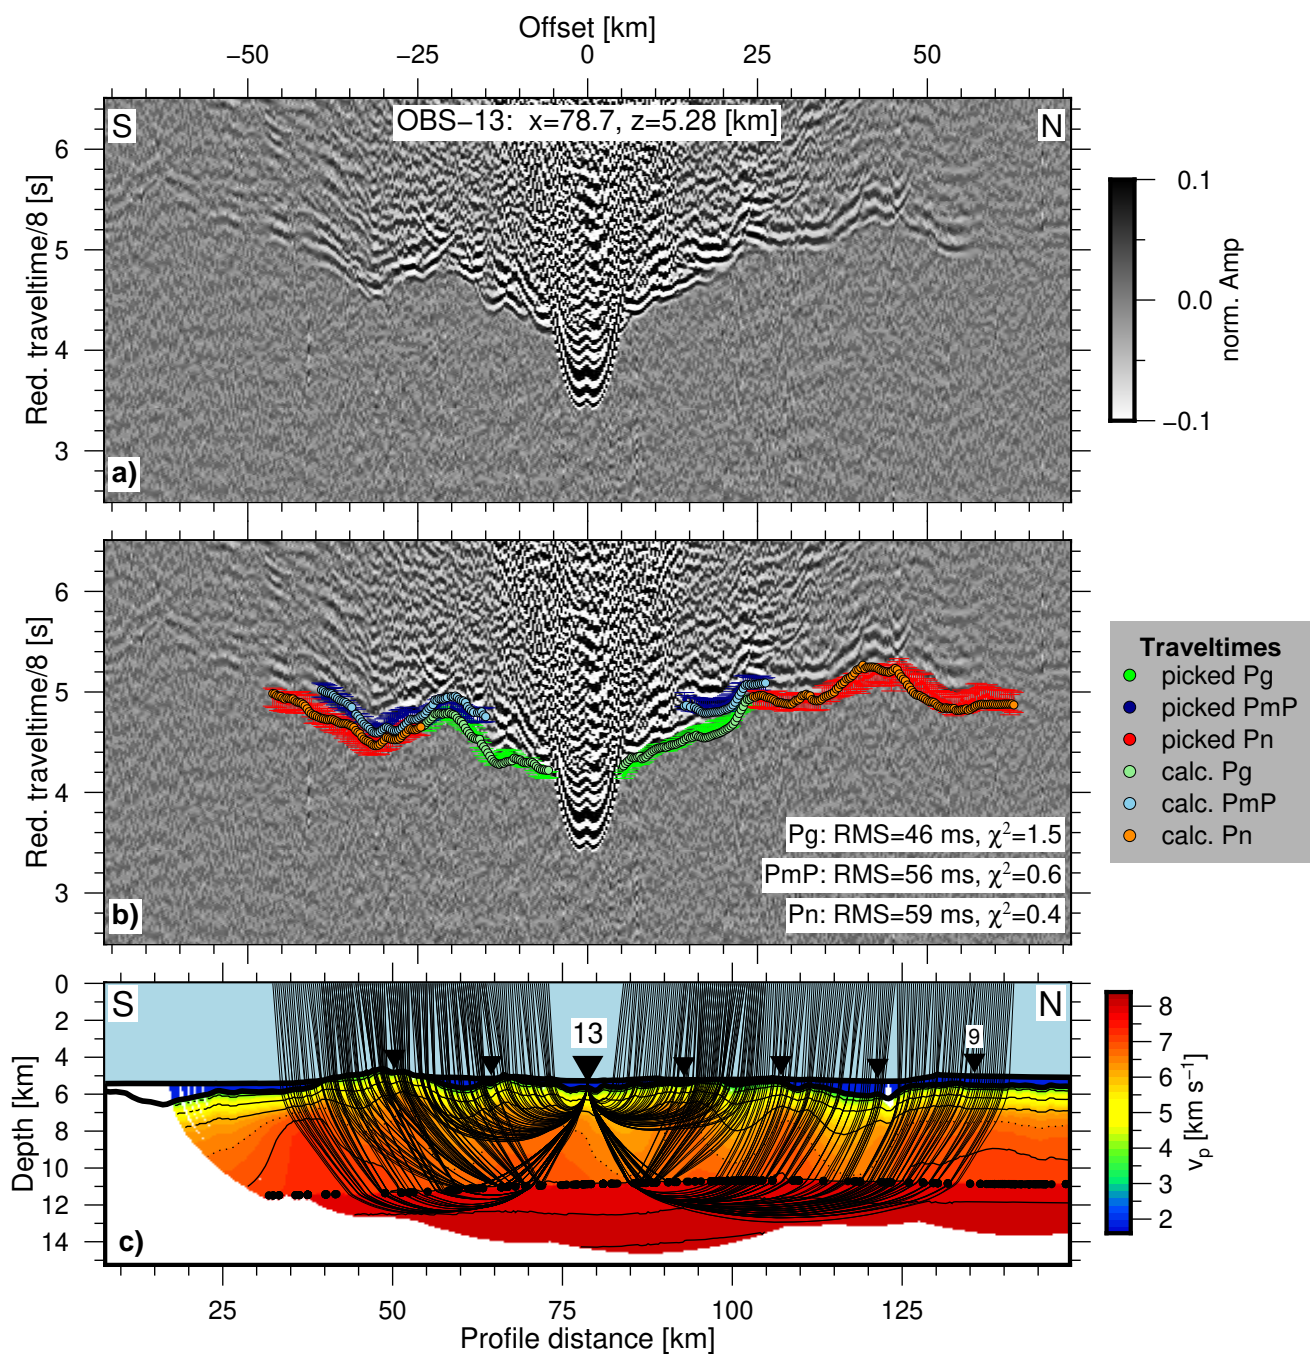 Offset [km]
−50 −25 0 25 50
S OBS−13: x=78.7, z=5.28 [km] N
6
5
4
3
Red. traveltime/8 [s]
a)
0.1
0.0
−0.1
norm. Amp
6
5
4
3
Red. traveltime/8 [s]
b)
Pg: RMS=46 ms, χ²=1.5
PmP: RMS=56 ms, χ²=0.6
Pn: RMS=59 ms, χ²=0.4
Traveltimes
picked Pg
picked PmP
picked Pn
calc. Pg
calc. PmP
calc. Pn
S N
13 9
0
2
4
6
8
10
12
14
Depth [km]
c)
8
7
6
5
4
3
2
vp [km s⁻¹]
25 50 75 100 125
Profile distance [km]